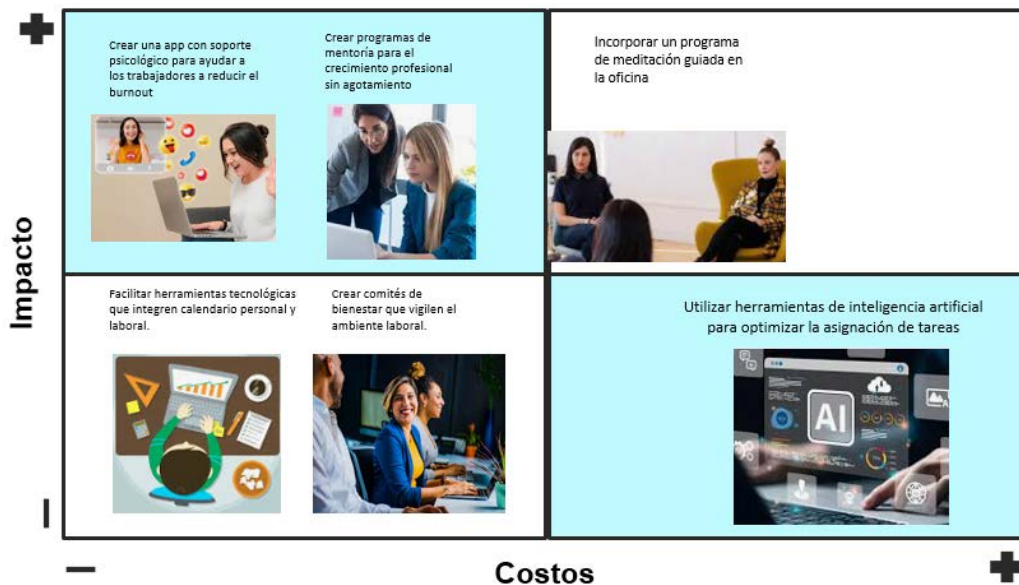 Crear una app con soporte
psicológico para ayudar a
los trabajadores a reducir el
burnout
Crear programas de
mentoría para el
crecimiento profesional
sin agotamiento
Incorporar un programa
de meditación guiada en
la oficina
Impacto
Facilitar herramientas tecnológicas
que integren calendario personal y
laboral.
Crear comités de
bienestar que vigilen el
ambiente laboral.
Utilizar herramientas de inteligencia artificial
para optimizar la asignación de tareas
AI
Costos